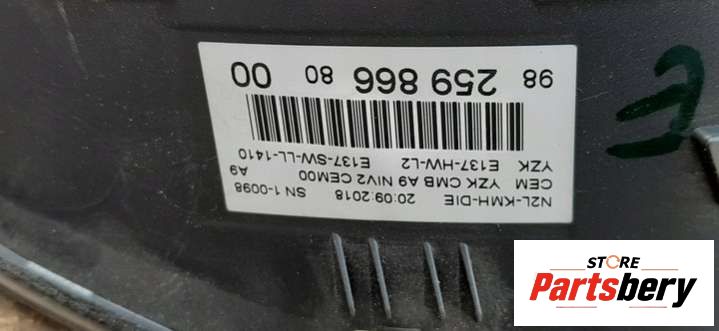 N2L-KMH-DIE 20:09:2018 SN 1-0098
CEM YZK CMB A9 NIV2 CEM00 A9
YZK E137-HW-L2 E137-SW-LL-1410
98 259 866 80 00
STORE
Partsbery